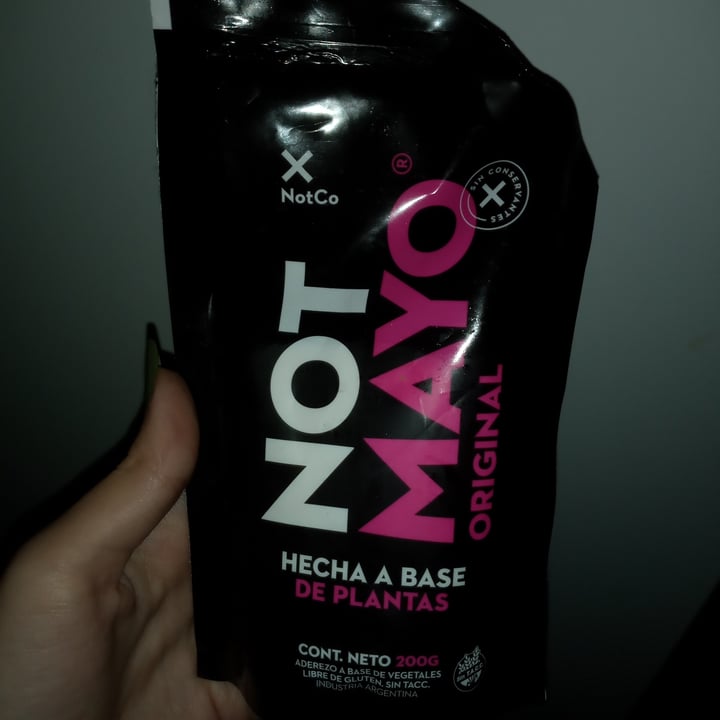 NotCo
SIN CONSERVANTES
NOT
MAYO®
ORIGINAL
HECHA A BASE
DE PLANTAS
CONT. NETO 200G
ADEREZO A BASE DE VEGETALES
LIBRE DE GLUTEN, SIN TACC.
INDUSTRIA ARGENTINA
SIN T.A.C.C.